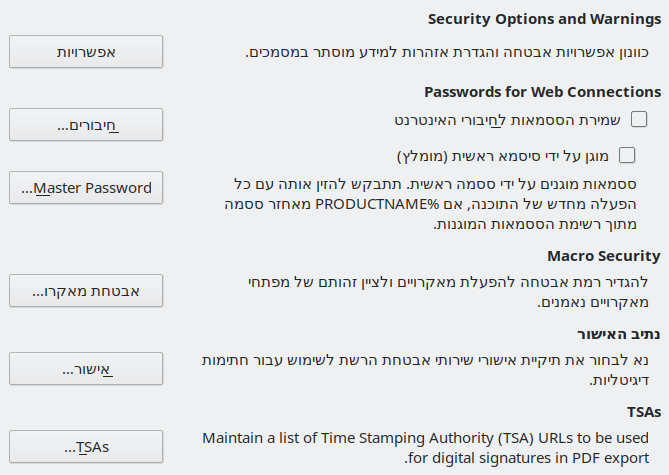 Security Options and Warnings
כוונון אפשרויות אבטחה והגדרת אזהרות למידע מוסתר במסמכים.
אפשרויות
Passwords for Web Connections
שמירת הססמאות לחיבורי האינטרנט
חיבורים...
מוגן על ידי סיסמא ראשית (מומלץ)
ססמאות מוגנים על ידי ססמה ראשית. תתבקש להזין אותה עם כל
הפעלה מחדש של התוכנה, אם %PRODUCTNAME מאחזר ססמה
מתוך רשימת הססמאות המוגנות.
Master Password...
Macro Security
להגדיר רמת אבטחה להפעלת מאקרויים ולציין זהותם של מפתחי
מאקרויים נאמנים.
אבטחת מאקרו...
נתיב האישור
נא לבחור את תיקיית אישורי שירותי אבטחת הרשת לשימוש עבור חתימות
דיגיטליות.
אישור...
TSAs
Maintain a list of Time Stamping Authority (TSA) URLs to be used
for digital signatures in PDF export.
TSAs...